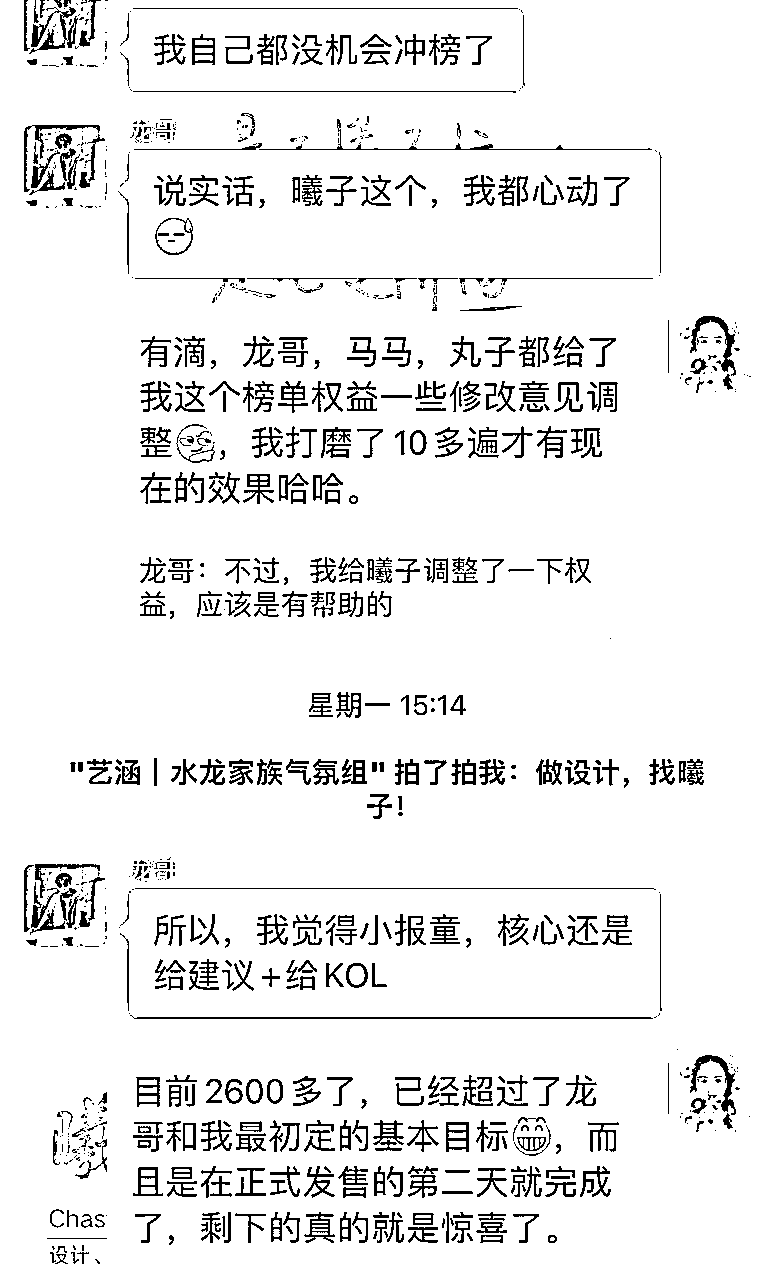 我自己都没机会冲榜了
龙哥
说实话，曦子这个，我都心动了
有滴，龙哥，马马，丸子都给了
我这个榜单权益一些修改意见调
整，我打磨了10多遍才有现
在的效果哈哈。
龙哥：不过，我给曦子调整了一下权
益，应该是有帮助的
星期一 15:14
"艺涵｜水龙家族气氛组" 拍了拍我：做设计，找曦
子！
龙哥
所以，我觉得小报童，核心还是
给建议+给KOL
目前2600多了，已经超过了龙
哥和我最初定的基本目标，而
且是在正式发售的第二天就完成
了，剩下的真的就是惊喜了。
曦
Chas
设计、